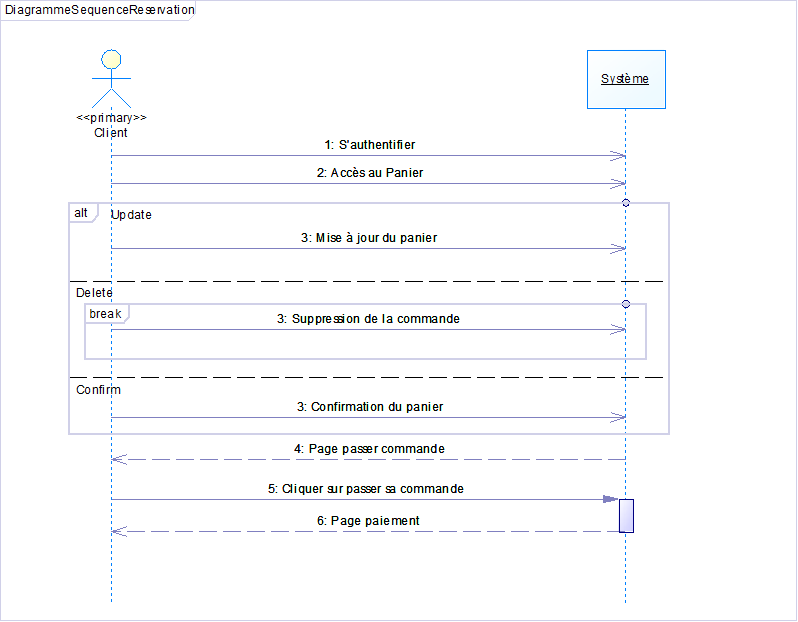 DiagrammeSequenceReservation
Système
<<primary>>
Client
1: S'authentifier
2: Accès au Panier
alt
Update
3: Mise à jour du panier
Delete
break
3: Suppression de la commande
Confirm
3: Confirmation du panier
4: Page passer commande
5: Cliquer sur passer sa commande
6: Page paiement